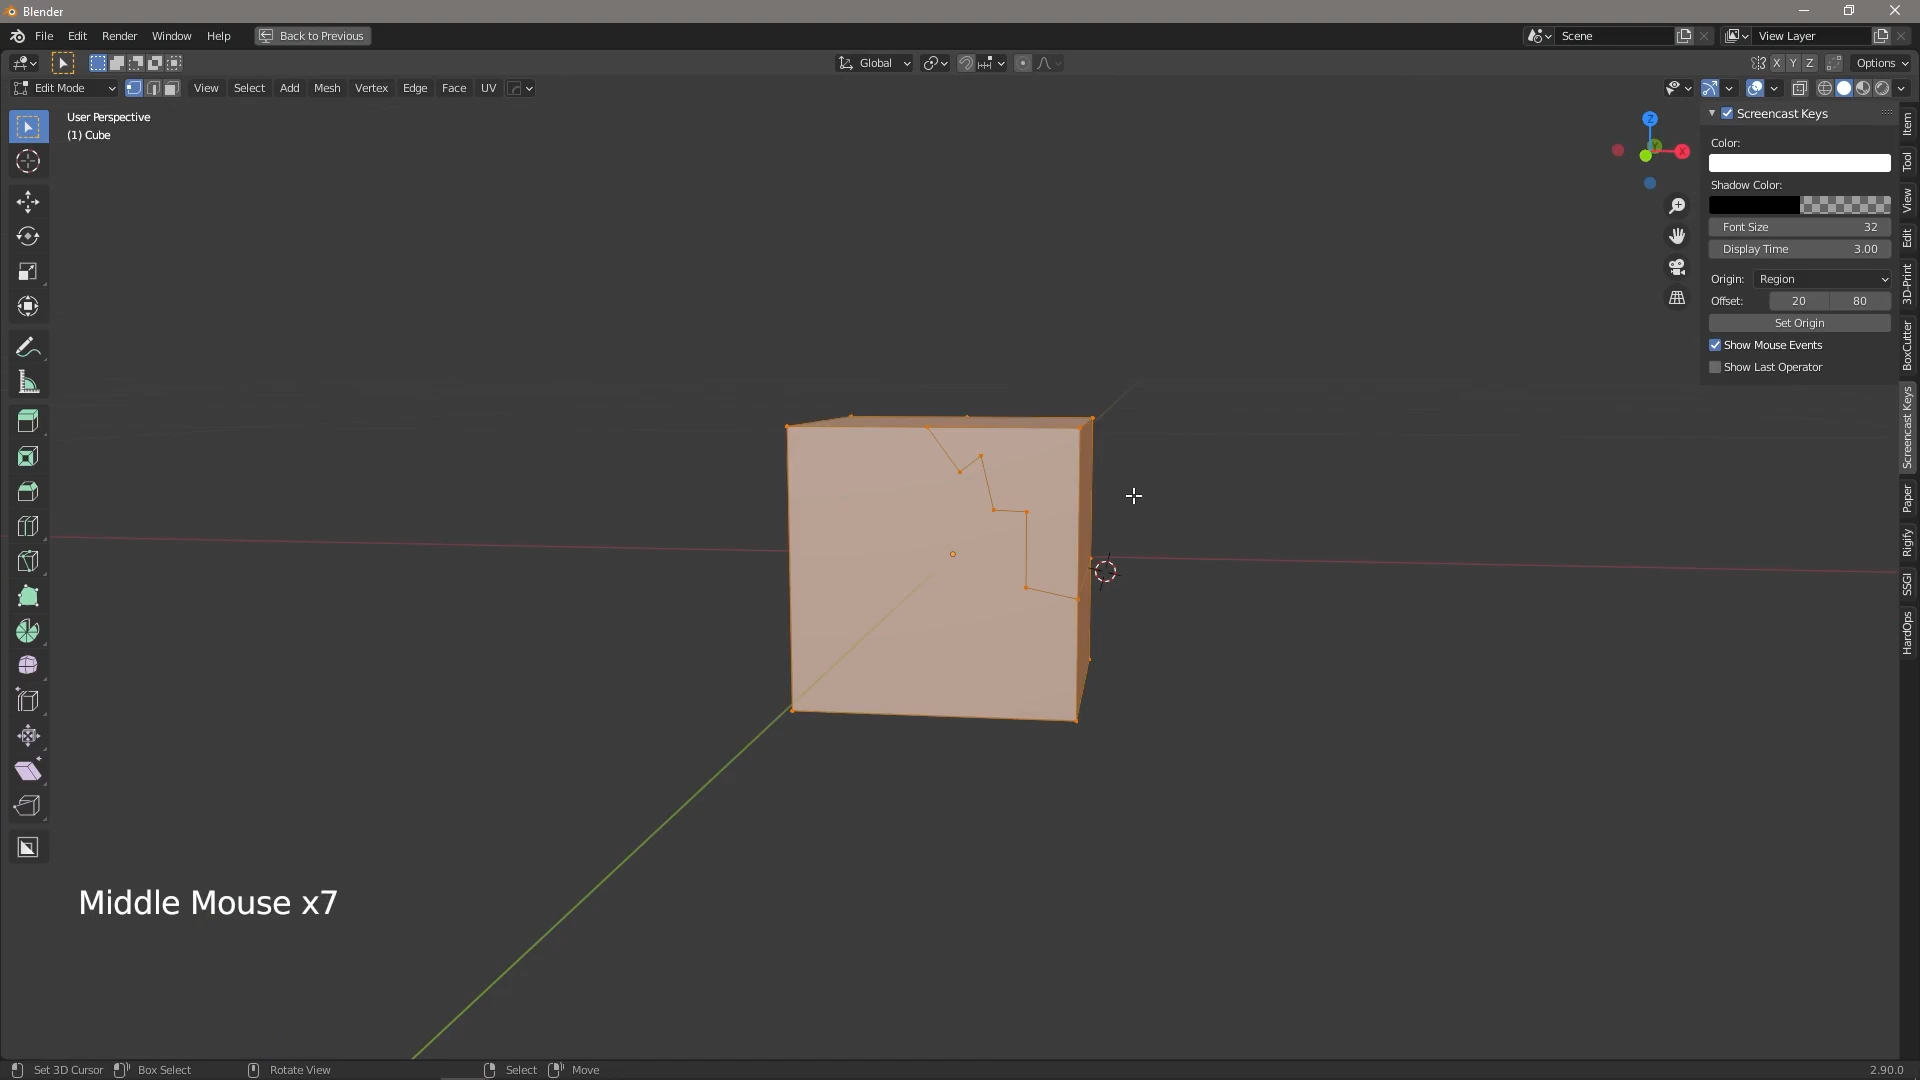 Blender
File Edit Render Window Help Back to Previous Scene View Layer
Global X Y Z Options
Edit Mode View Select Add Mesh Vertex Edge Face UV
User Perspective
(1) Cube
Z
Y
X
Screencast Keys
Color:
Shadow Color:
Font Size 32
Display Time 3.00
Origin: Region
Offset: 20 80
Set Origin
Show Mouse Events
Show Last Operator
Item
Tool
View
Edit
3D-Print
BoxCutter
Screencast Keys
Paper
Rigify
SSGI
HardOps
Middle Mouse x7
Set 3D Cursor Box Select Rotate View Select Move 2.90.0